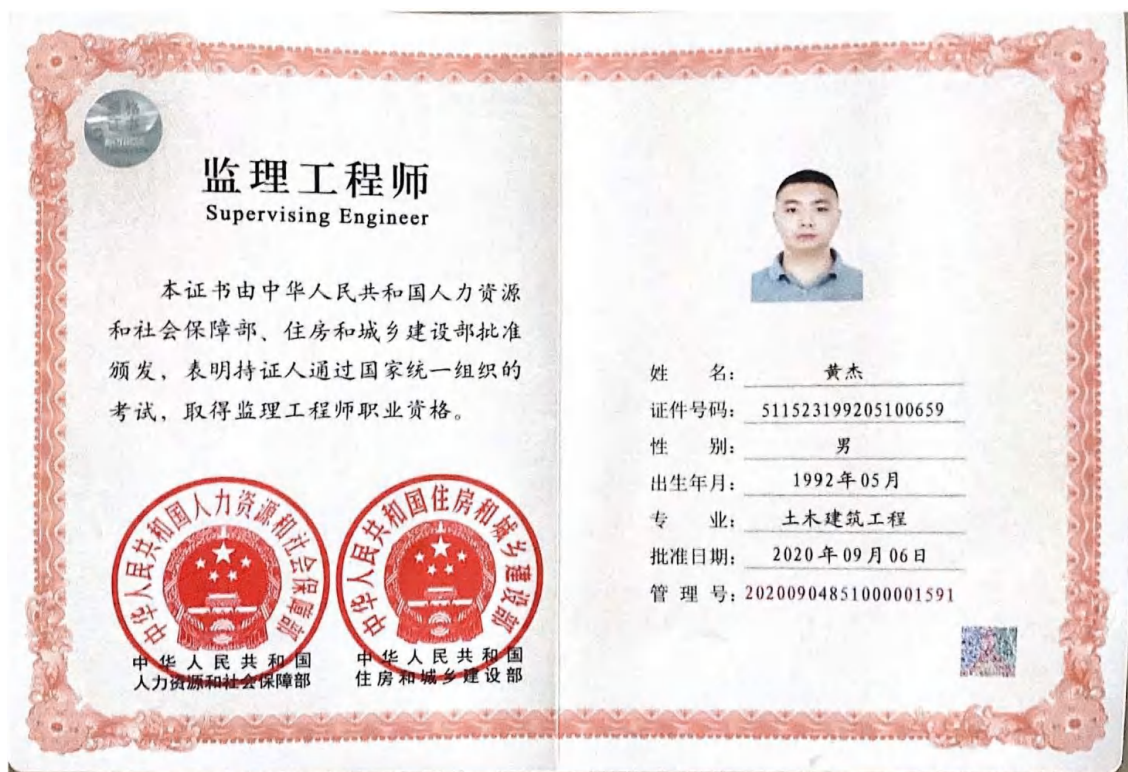 监理工程师
Supervising Engineer
本证书由中华人民共和国人力资源
和社会保障部、住房和城乡建设部批准
颁发，表明持证人通过国家统一组织的
考试，取得监理工程师职业资格。
中华人民共和国人力资源和社会保障部
中华人民共和国住房和城乡建设部
中华人民共和国
人力资源和社会保障部
中华人民共和国
住房和城乡建设部
姓 名： 黄杰
证件号码： 511523199205100659
性 别： 男
出生年月： 1992年05月
专 业： 土木建筑工程
批准日期： 2020年09月06日
管 理 号： 20200904851000001591